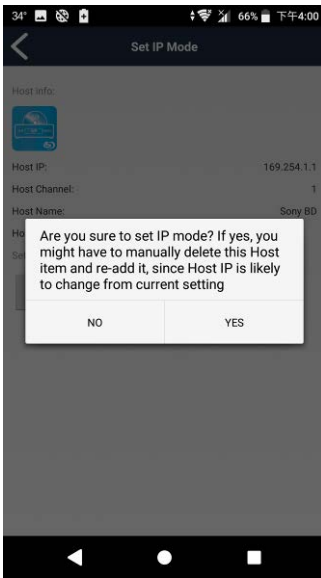 34° 66% 下午4:00
Set IP Mode
Host info:
Host IP: 169.254.1.1
Host Channel: 1
Host Name: Sony BD
Ho
Are you sure to set IP mode? If yes, you
might have to manually delete this Host
item and re-add it, since Host IP is likely
to change from current setting
Se
NO YES